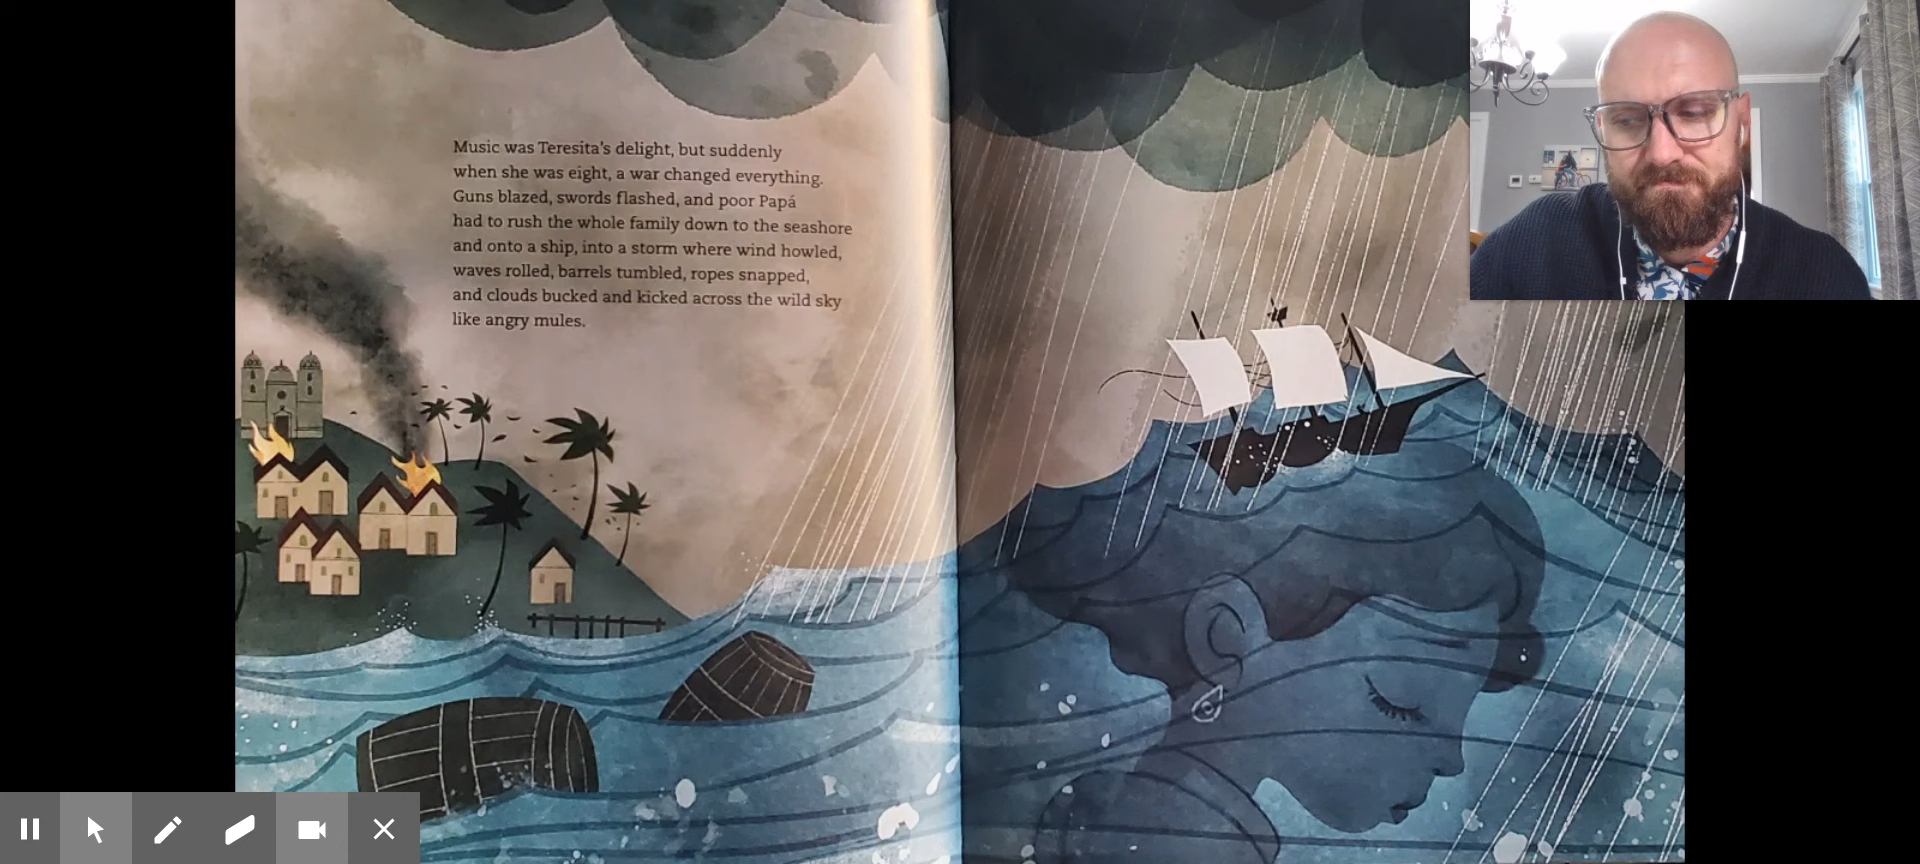 Music was Teresita's delight, but suddenly
when she was eight, a war changed everything.
Guns blazed, swords flashed, and poor Papá
had to rush the whole family down to the seashore
and onto a ship, into a storm where wind howled,
waves rolled, barrels tumbled, ropes snapped,
and clouds bucked and kicked across the wild sky
like angry mules.